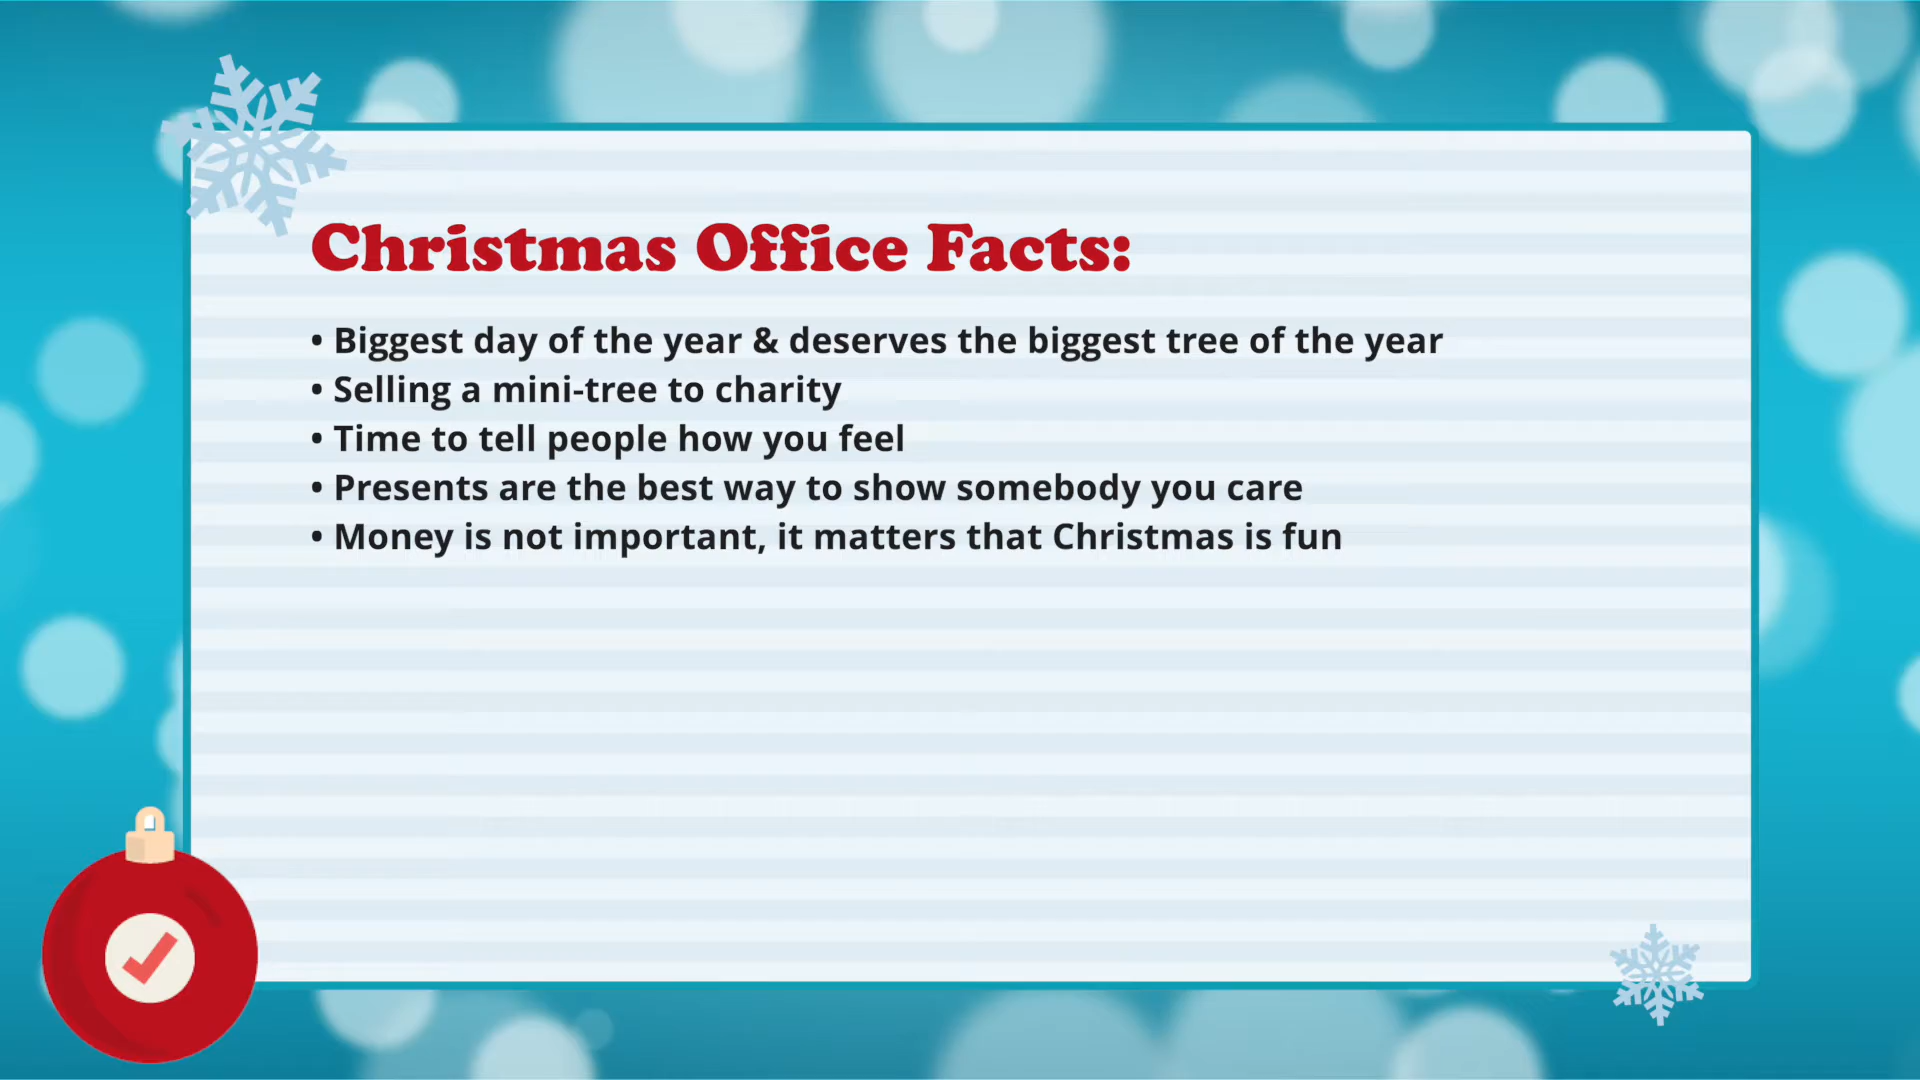 Christmas Office Facts:
• Biggest day of the year & deserves the biggest tree of the year
• Selling a mini-tree to charity
• Time to tell people how you feel
• Presents are the best way to show somebody you care
• Money is not important, it matters that Christmas is fun